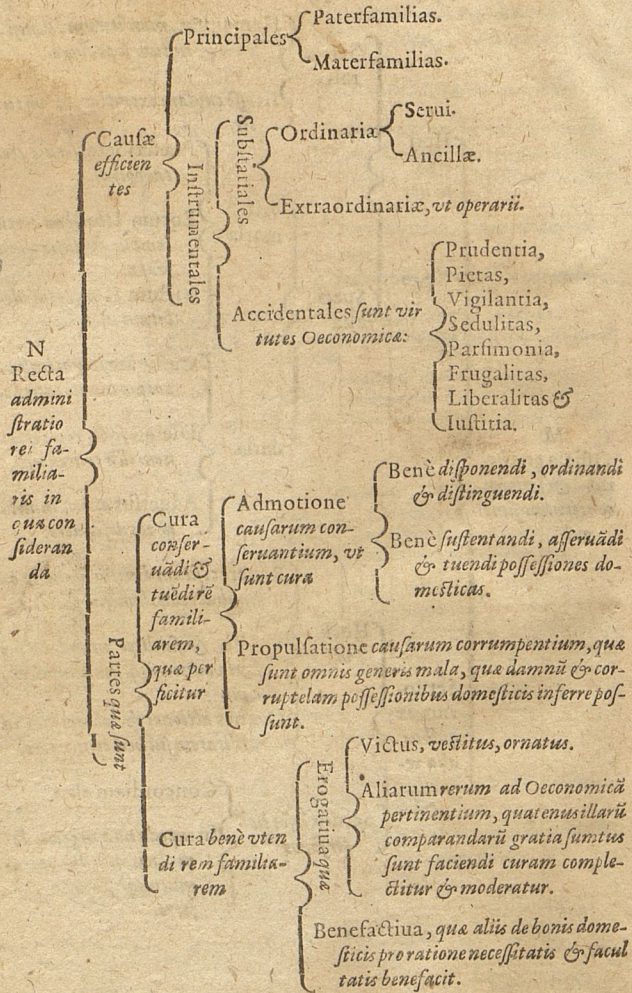 N
Recta
admini
ſtratio
rei fa-
milia-
ris in
qua con
ſideran
da
Cauſæ
efficien
tes
Principales
Paterfamilias.
Materfamilias.
Inſtrumentales
Subſtātiales
Ordinariæ
Serui.
Ancillæ.
Extraordinariæ, vt operarii.
Accidentales ſunt vir
tutes Oeconomicæ:
Prudentia,
Pietas,
Vigilantia,
Sedulitas,
Parſimonia,
Frugalitas,
Liberalitas &
Iuſtitia.
Partes quæ ſunt
Cura
conſer-
uādi &
tuēdi rē
famili-
arem,
quæ per
ficitur
Admotione
cauſarum con-
ſeruantium, vt
ſunt cura
Benè diſponendi, ordinandi
& diſtinguendi.
Benè ſuſtentandi, aſſeruādi
& tuendi poſſeſſiones do-
meſticas.
Propulſatione cauſarum corrumpentium, quæ
ſunt omnis generis mala, quæ damnū & cor-
ruptelam poſſeſſionibus domeſticis inferre poſ-
ſunt.
Cura benè vten
di rem familia-
rem
Erogatiua quæ
Victus, veſtitus, ornatus.
Aliarum rerum ad Oeconomicā
pertinentium, quatenus illarū
comparandarū gratia ſumtus
ſunt faciendi curam comple-
ctitur & moderatur.
Benefactiua, quæ aliis de bonis dome-
ſticis pro ratione neceſſitatis & facul
tatis benefacit.